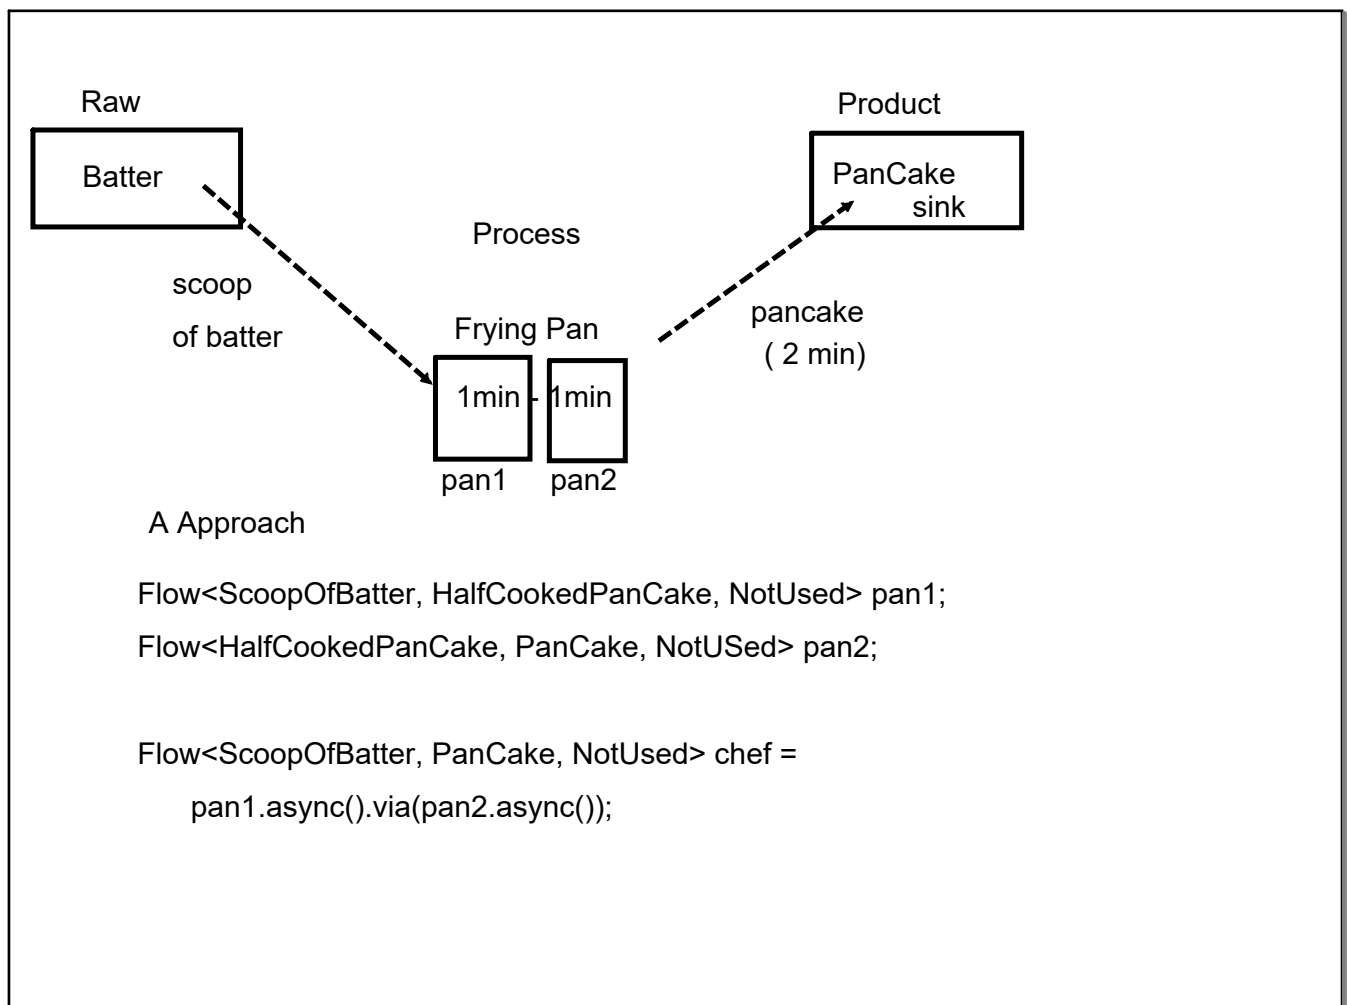 Raw
Product
Batter
PanCake
sink
Process
scoop
of batter
Frying Pan
pancake
( 2 min)
1min - 1min
pan1 pan2
A Approach
Flow<ScoopOfBatter, HalfCookedPanCake, NotUsed> pan1;
Flow<HalfCookedPanCake, PanCake, NotUSed> pan2;
Flow<ScoopOfBatter, PanCake, NotUsed> chef =
pan1.async().via(pan2.async());